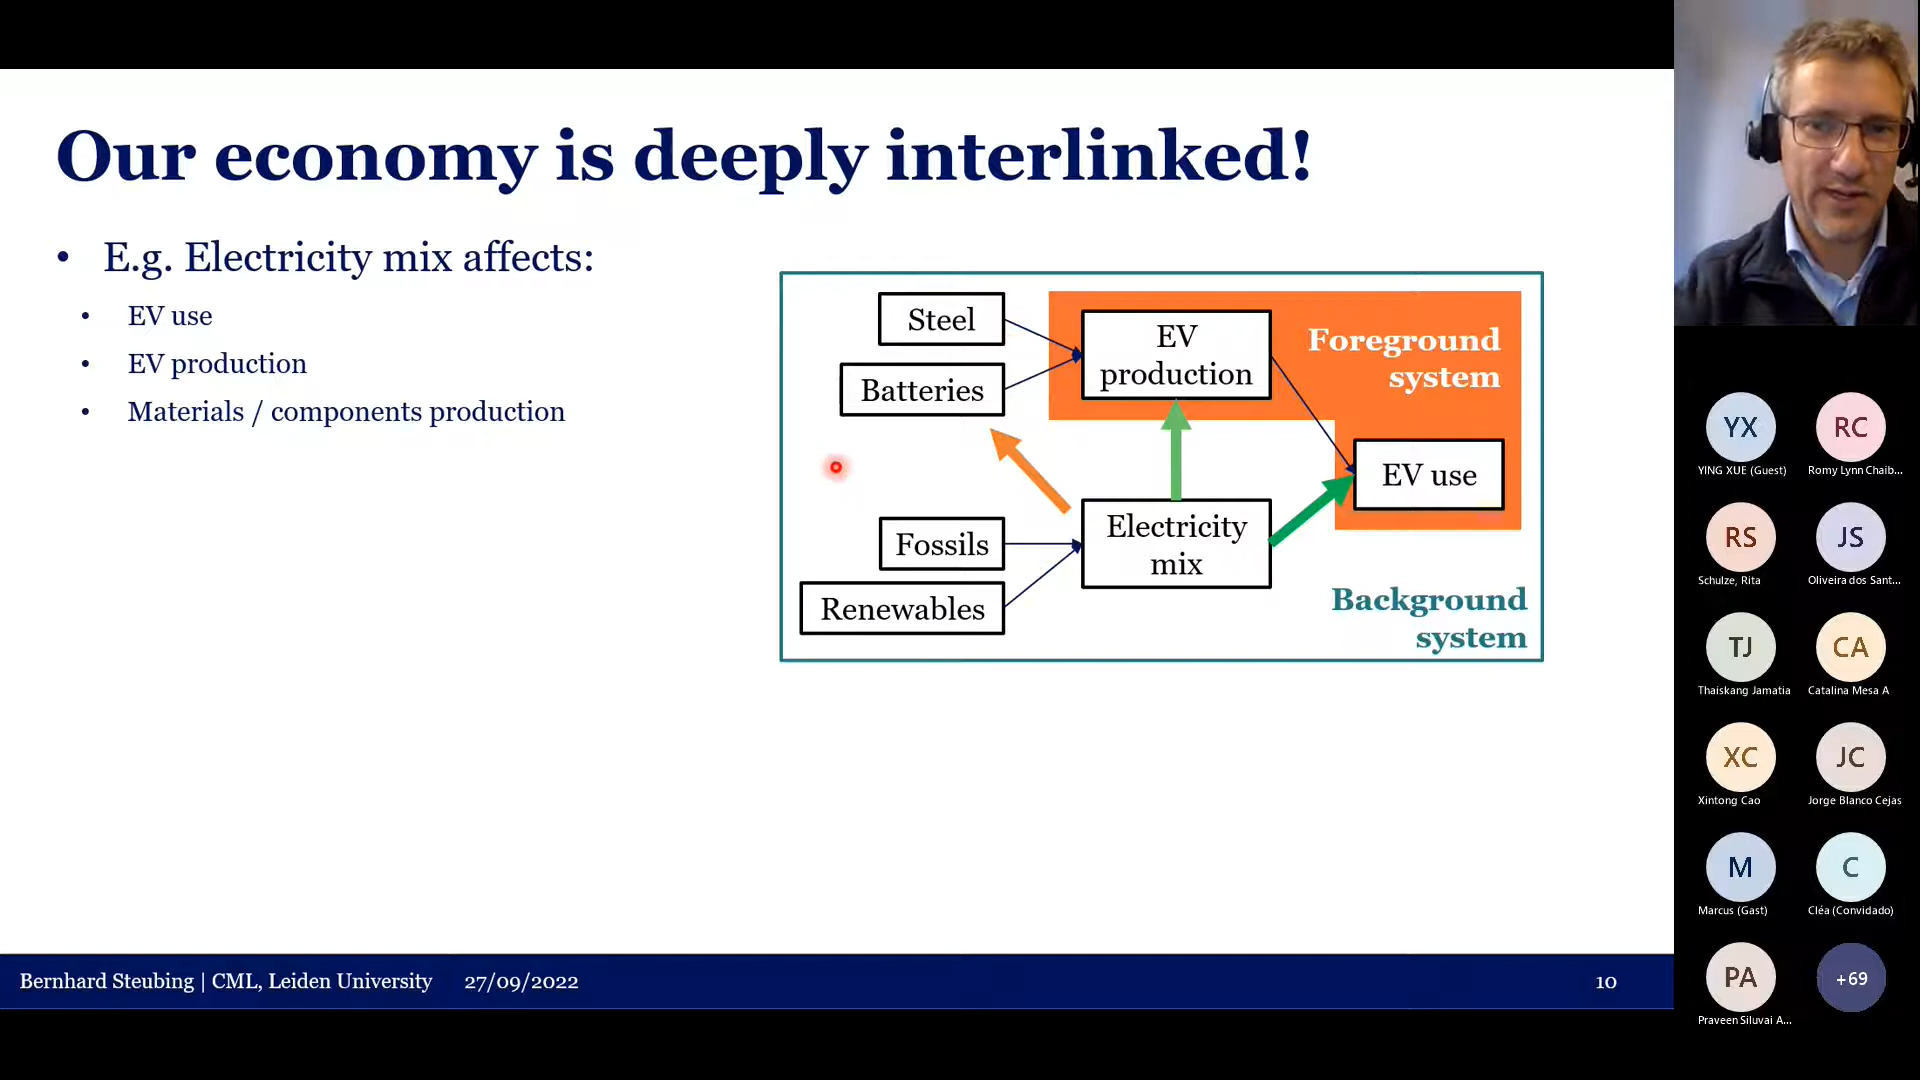 Our economy is deeply interlinked!
• E.g. Electricity mix affects:
• EV use
• EV production
• Materials / components production
Steel
Batteries
EV
production
Foreground
system
EV use
Fossils
Renewables
Electricity
mix
Background
system
Bernhard Steubing | CML, Leiden University 27/09/2022 10
YX RC
YING XUE (Guest) Romy Lynn Chaib...
RS JS
Schulze, Rita Oliveira dos Sant...
TJ CA
Thaiskang Jamatia Catalina Mesa A
XC JC
Xintong Cao Jorge Blanco Cejas
M C
Marcus (Gast) Cléa (Convidado)
PA +69
Praveen Siluvai A...